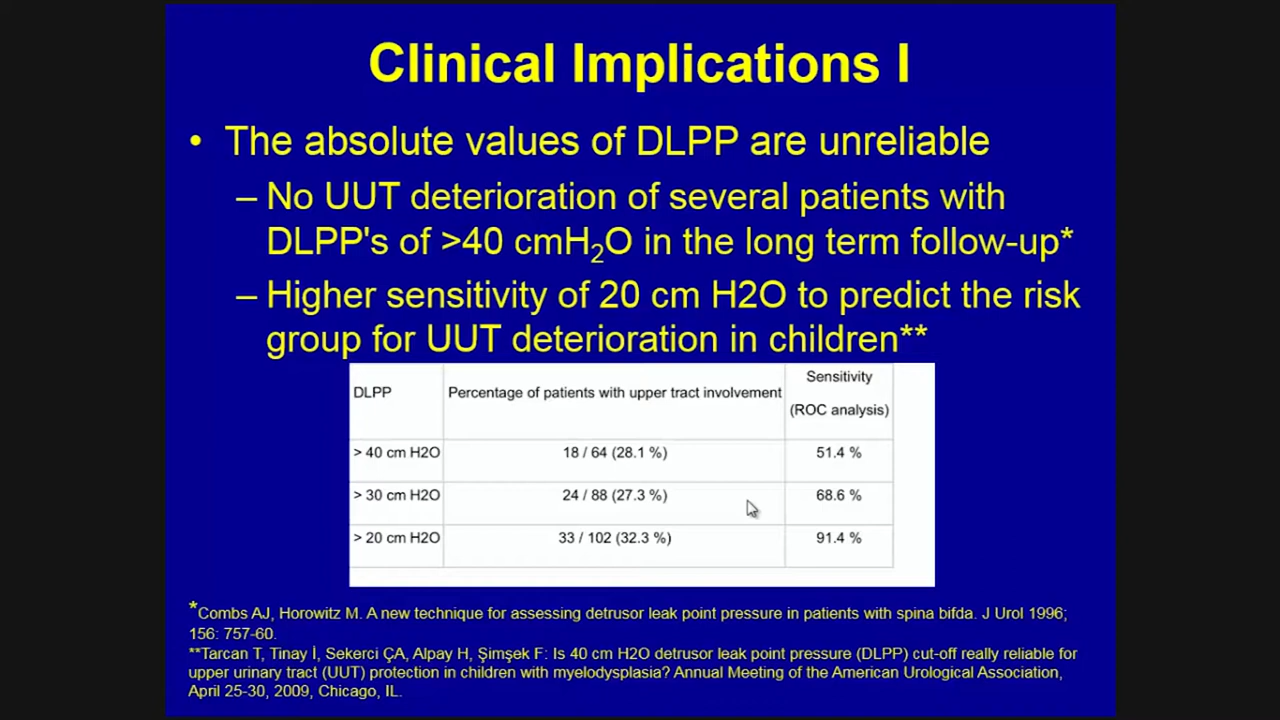 Clinical Implications I
• The absolute values of DLPP are unreliable
– No UUT deterioration of several patients with
DLPP's of >40 cmH₂O in the long term follow-up*
– Higher sensitivity of 20 cm H2O to predict the risk
group for UUT deterioration in children**
DLPP Percentage of patients with upper tract involvement Sensitivity (ROC analysis)
> 40 cm H2O 18 / 64 (28.1 %) 51.4 %
> 30 cm H2O 24 / 88 (27.3 %) 68.6 %
> 20 cm H2O 33 / 102 (32.3 %) 91.4 %
*Combs AJ, Horowitz M. A new technique for assessing detrusor leak point pressure in patients with spina bifda. J Urol 1996;
156: 757-60.
**Tarcan T, Tinay İ, Sekerci ÇA, Alpay H, Şimşek F: Is 40 cm H2O detrusor leak point pressure (DLPP) cut-off really reliable for
upper urinary tract (UUT) protection in children with myelodysplasia? Annual Meeting of the American Urological Association,
April 25-30, 2009, Chicago, IL.